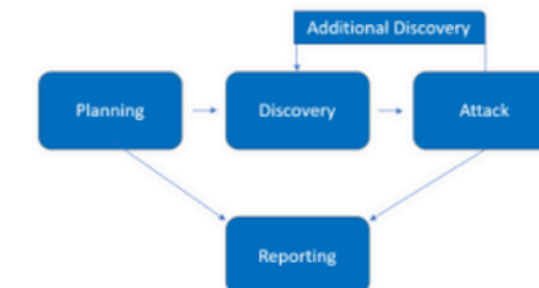 Additional Discovery
Planning
Discovery
Attack
Reporting